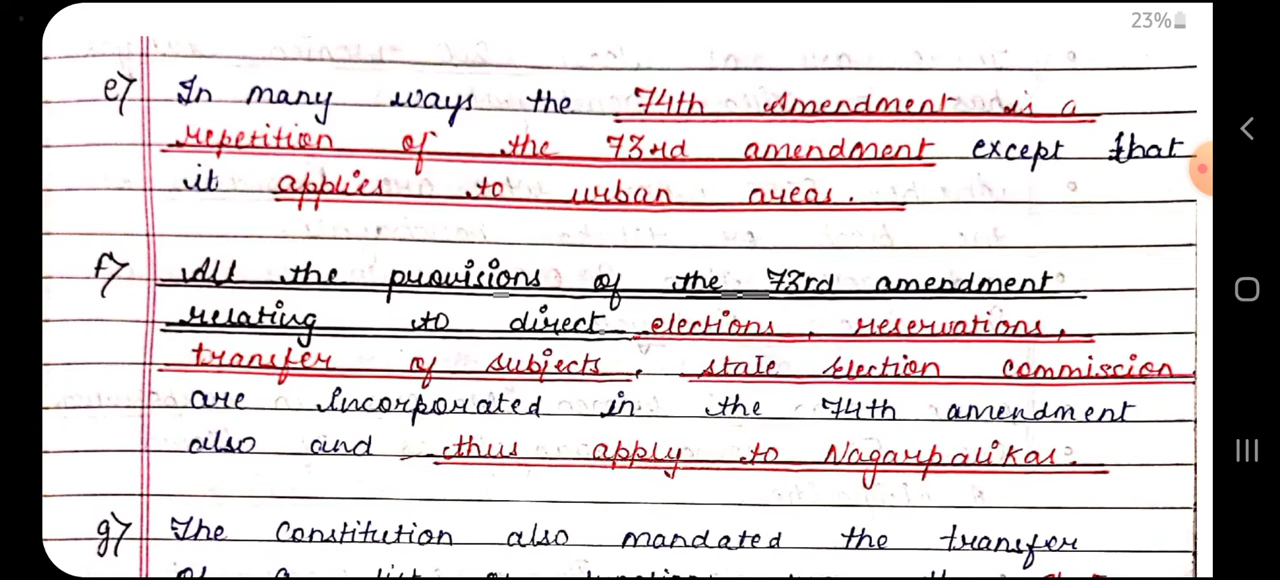 23%
e) In many ways the 74th Amendment is a
repetition of the 73rd amendment except that
it applies to urban areas.
f) All the provisions of the 73rd amendment
relating to direct elections, reservations,
transfer of subjects, state Election commission
are Incorporated in the 74th amendment
also and thus apply to Nagarpalikas.
g) The Constitution also mandated the transfer